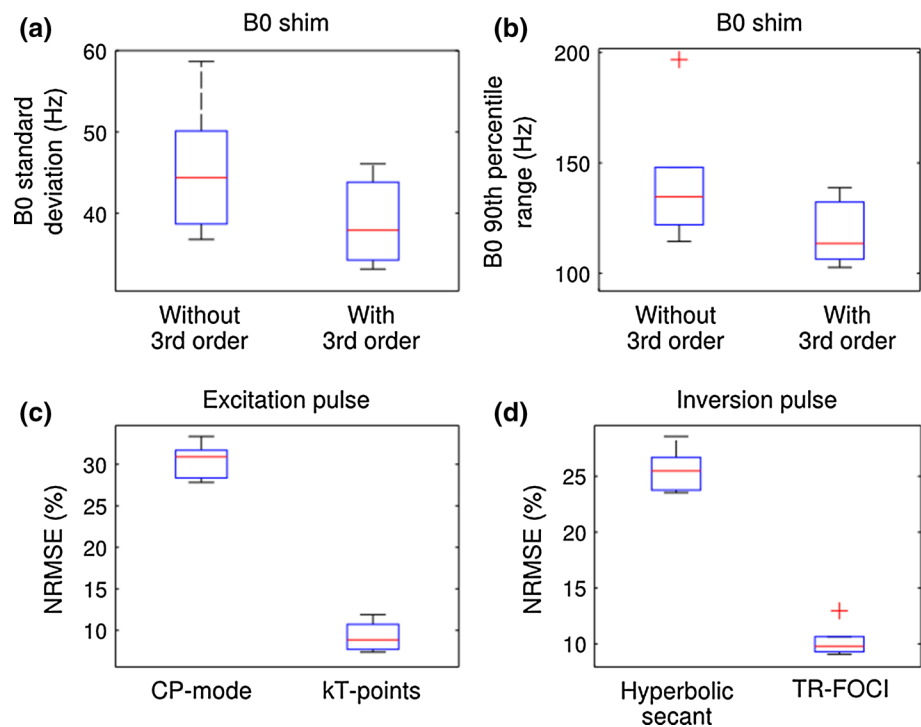 (a)
B0 shim
B0 standard
deviation (Hz)
60
50
40
Without
3rd order
With
3rd order
(b)
B0 shim
B0 90th percentile
range (Hz)
200
150
100
Without
3rd order
With
3rd order
(c)
Excitation pulse
NRMSE (%)
30
25
20
15
10
CP-mode
kT-points
(d)
Inversion pulse
NRMSE (%)
25
20
15
10
Hyperbolic
secant
TR-FOCI